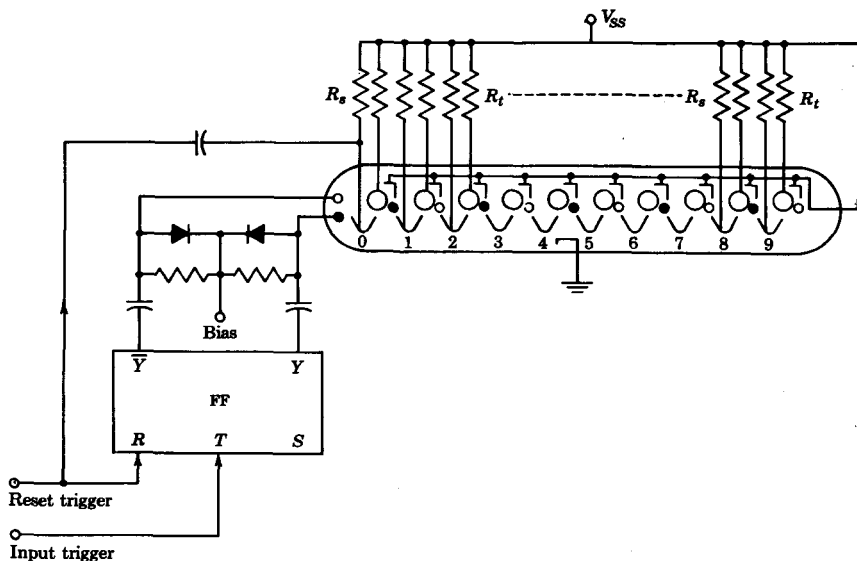 V_SS
R_s R_t R_s R_t
0 1 2 3 4 5 6 7 8 9
Bias
Y̅ Y
FF
R T S
Reset trigger
Input trigger